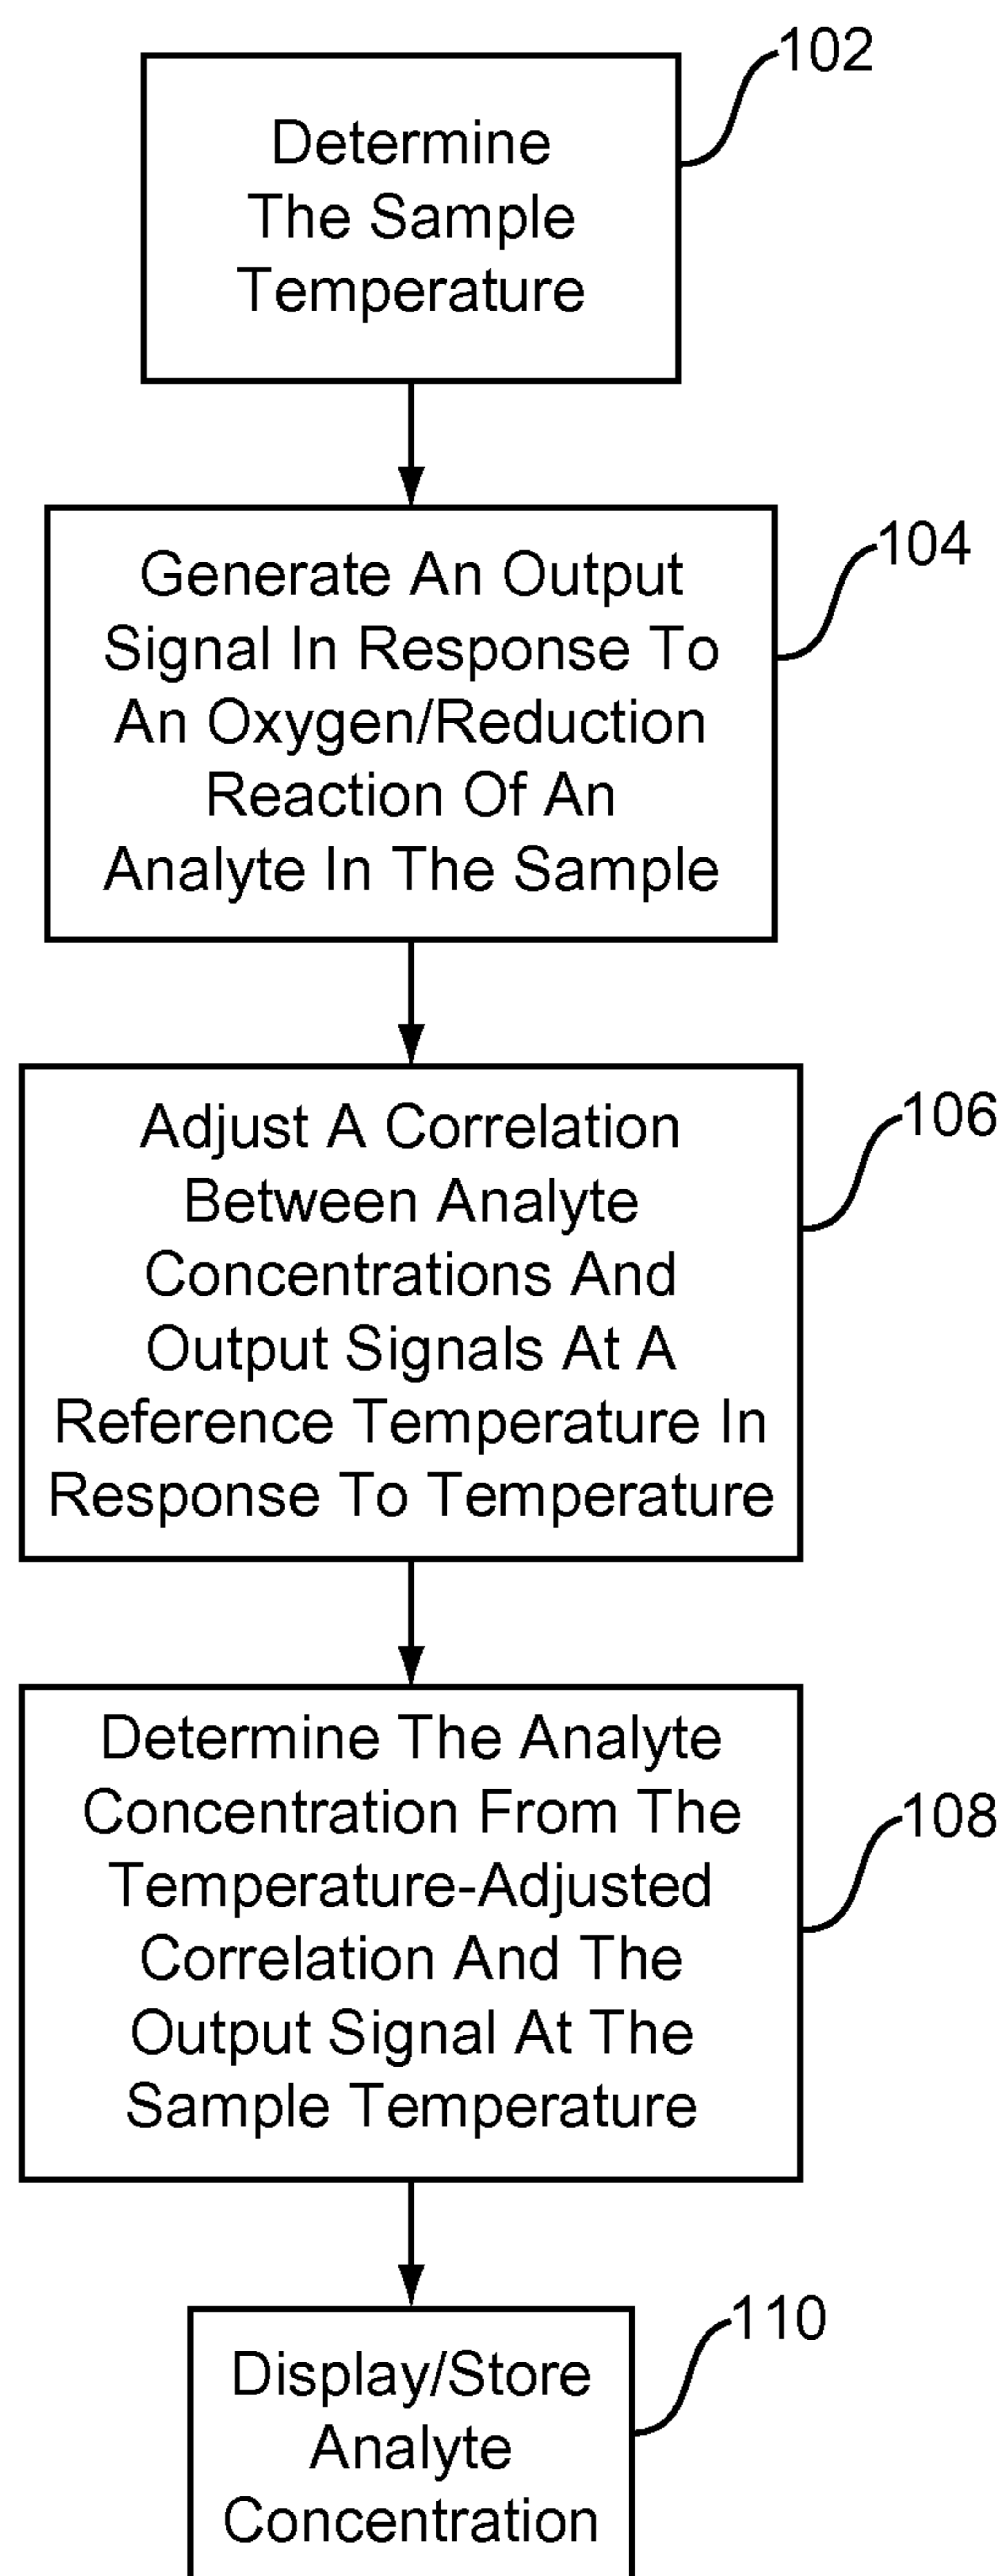 102
Determine
The Sample
Temperature
104
Generate An Output
Signal In Response To
An Oxygen/Reduction
Reaction Of An
Analyte In The Sample
106
Adjust A Correlation
Between Analyte
Concentrations And
Output Signals At A
Reference Temperature In
Response To Temperature
108
Determine The Analyte
Concentration From The
Temperature-Adjusted
Correlation And The
Output Signal At The
Sample Temperature
110
Display/Store
Analyte
Concentration